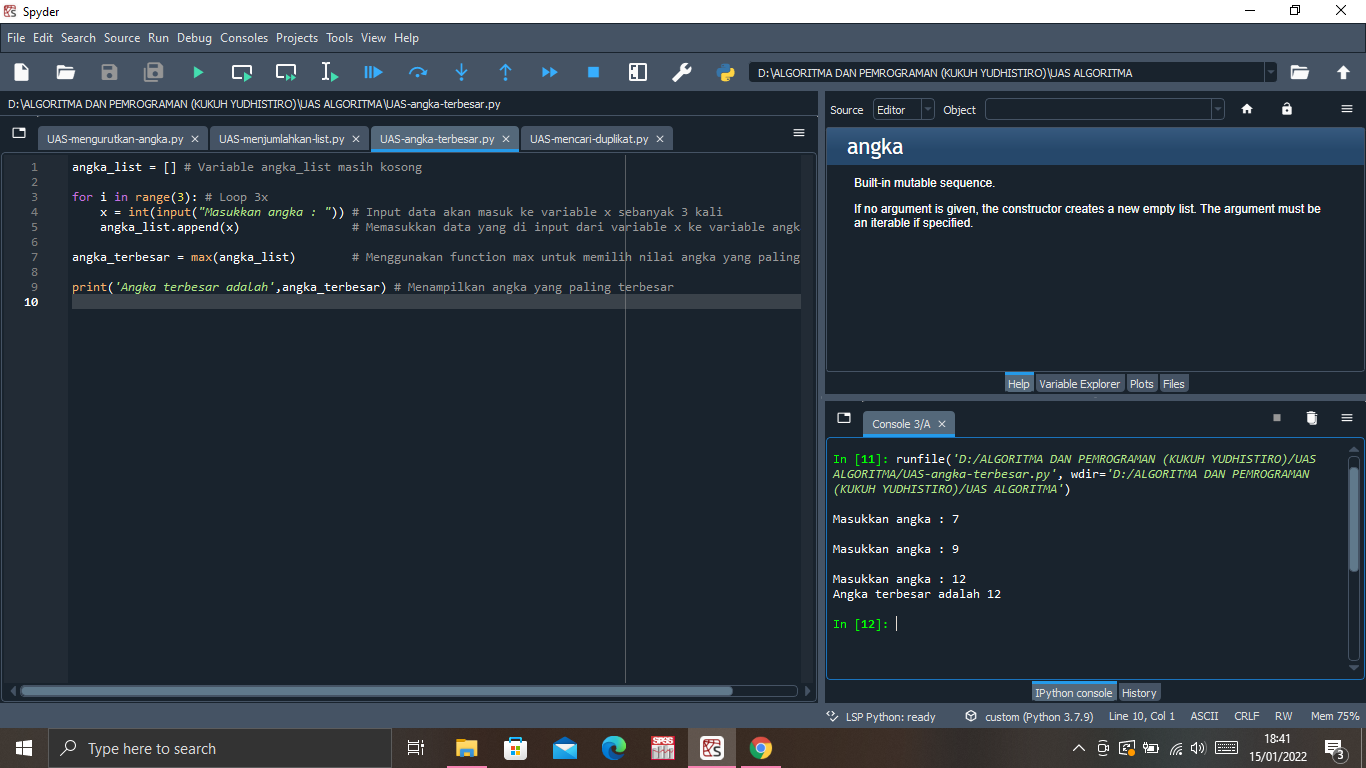 Spyder
File Edit Search Source Run Debug Consoles Projects Tools View Help
D:\ALGORITMA DAN PEMROGRAMAN (KUKUH YUDHISTIRO)\UAS ALGORITMA
D:\ALGORITMA DAN PEMROGRAMAN (KUKUH YUDHISTIRO)\UAS ALGORITMA\UAS-angka-terbesar.py
UAS-mengurutkan-angka.py UAS-menjumlahkan-list.py UAS-angka-terbesar.py UAS-mencari-duplikat.py
1 angka_list = [] # Variable angka_list masih kosong
2
3 for i in range(3): # Loop 3x
4     x = int(input("Masukkan angka : ")) # Input data akan masuk ke variable x sebanyak 3 kali
5     angka_list.append(x)                # Memasukkan data yang di input dari variable x ke variable angk
6
7 angka_terbesar = max(angka_list)        # Menggunakan function max untuk memilih nilai angka yang paling
8
9 print('Angka terbesar adalah',angka_terbesar) # Menampilkan angka yang paling terbesar
10
Source Editor Object
angka
Built-in mutable sequence.
If no argument is given, the constructor creates a new empty list. The argument must be
an iterable if specified.
Help Variable Explorer Plots Files
Console 3/A
In [11]: runfile('D:/ALGORITMA DAN PEMROGRAMAN (KUKUH YUDHISTIRO)/UAS
ALGORITMA/UAS-angka-terbesar.py', wdir='D:/ALGORITMA DAN PEMROGRAMAN
(KUKUH YUDHISTIRO)/UAS ALGORITMA')
Masukkan angka : 7
Masukkan angka : 9
Masukkan angka : 12
Angka terbesar adalah 12
In [12]:
IPython console History
LSP Python: ready custom (Python 3.7.9) Line 10, Col 1 ASCII CRLF RW Mem 75%
Type here to search
SPSS
18:41
15/01/2022
3